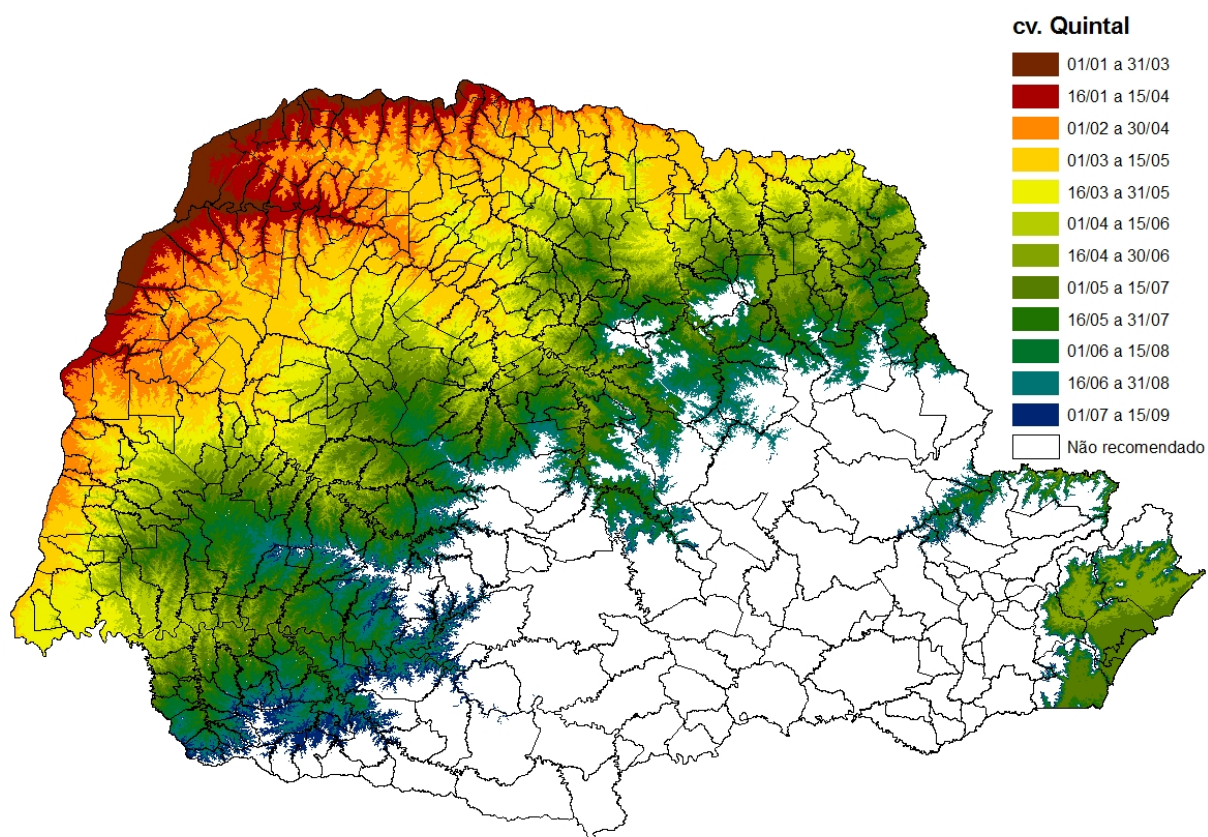 cv. Quintal
01/01 a 31/03
16/01 a 15/04
01/02 a 30/04
01/03 a 15/05
16/03 a 31/05
01/04 a 15/06
16/04 a 30/06
01/05 a 15/07
16/05 a 31/07
01/06 a 15/08
16/06 a 31/08
01/07 a 15/09
Não recomendado